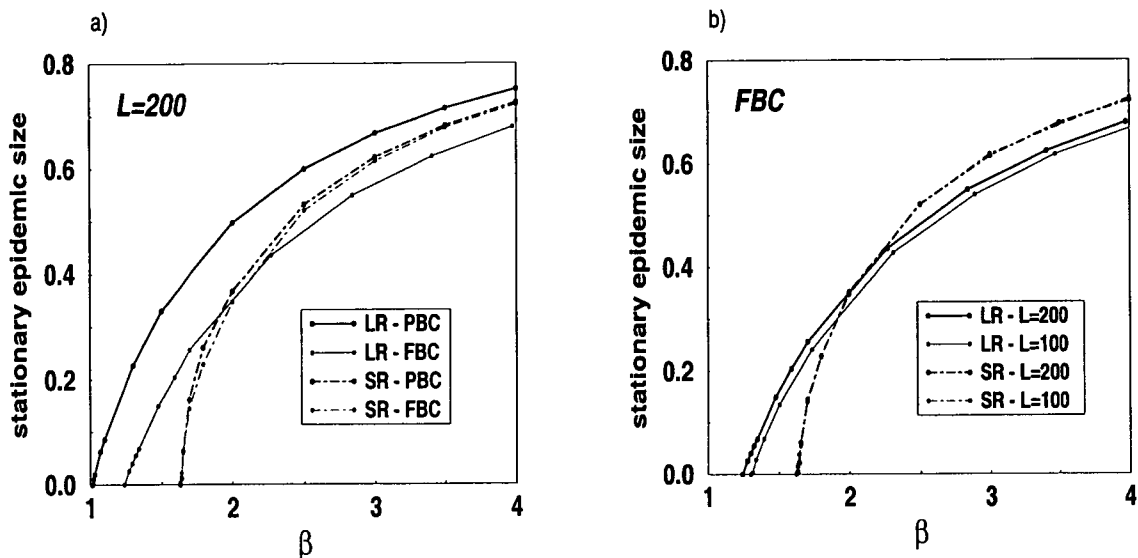 a)
L=200
stationary epidemic size
0.8
0.6
0.4
0.2
0.0
1
2
3
4
β
LR - PBC
LR - FBC
SR - PBC
SR - FBC
b)
FBC
stationary epidemic size
0.8
0.6
0.4
0.2
0.0
1
2
3
4
β
LR - L=200
LR - L=100
SR - L=200
SR - L=100